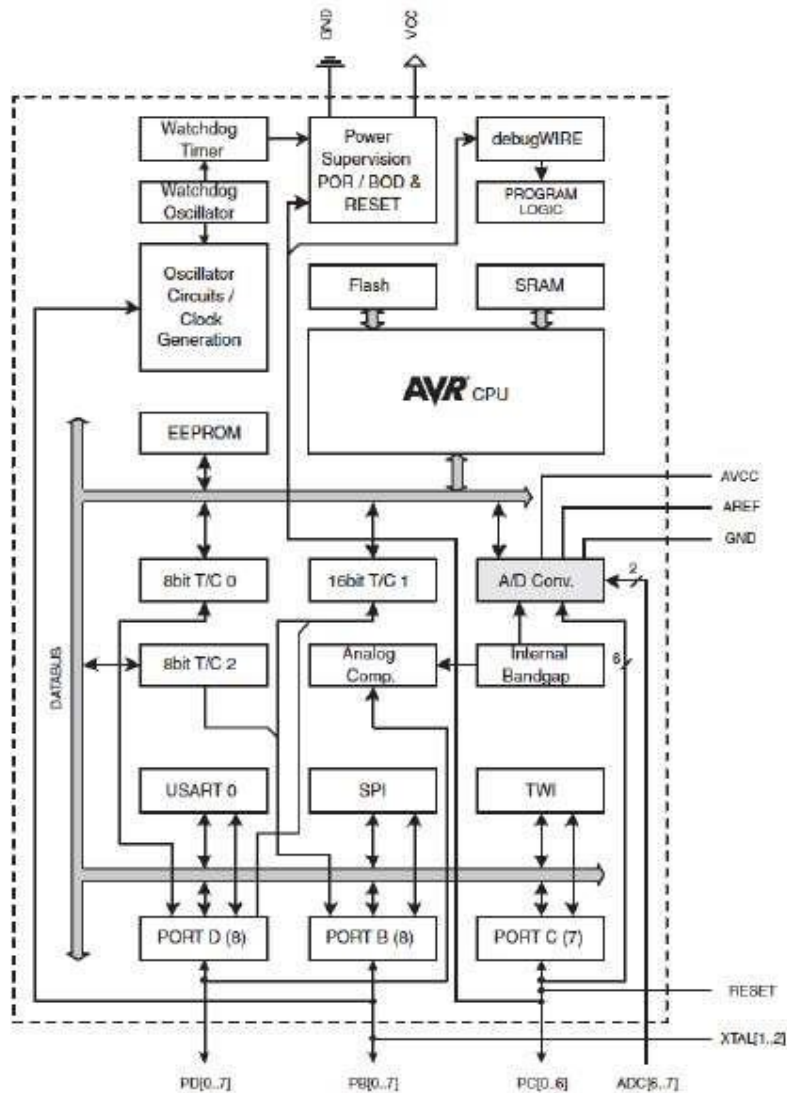 GND
VCC
Watchdog
Timer
Power
Supervision
POR / BOD &
RESET
debugWIRE
Watchdog
Oscillator
PROGRAM
LOGIC
Oscillator
Circuits /
Clock
Generation
Flash
SRAM
AVR CPU
EEPROM
AVCC
AREF
GND
8bit T/C 0
16bit T/C 1
A/D Conv.
2
DATABUS
8bit T/C 2
Analog
Comp.
Internal
Bandgap
6
USART 0
SPI
TWI
PORT D (8)
PORT B (8)
PORT C (7)
RESET
XTAL[1..2]
PD[0..7]
PB[0..7]
PC[0..6]
ADC[6..7]